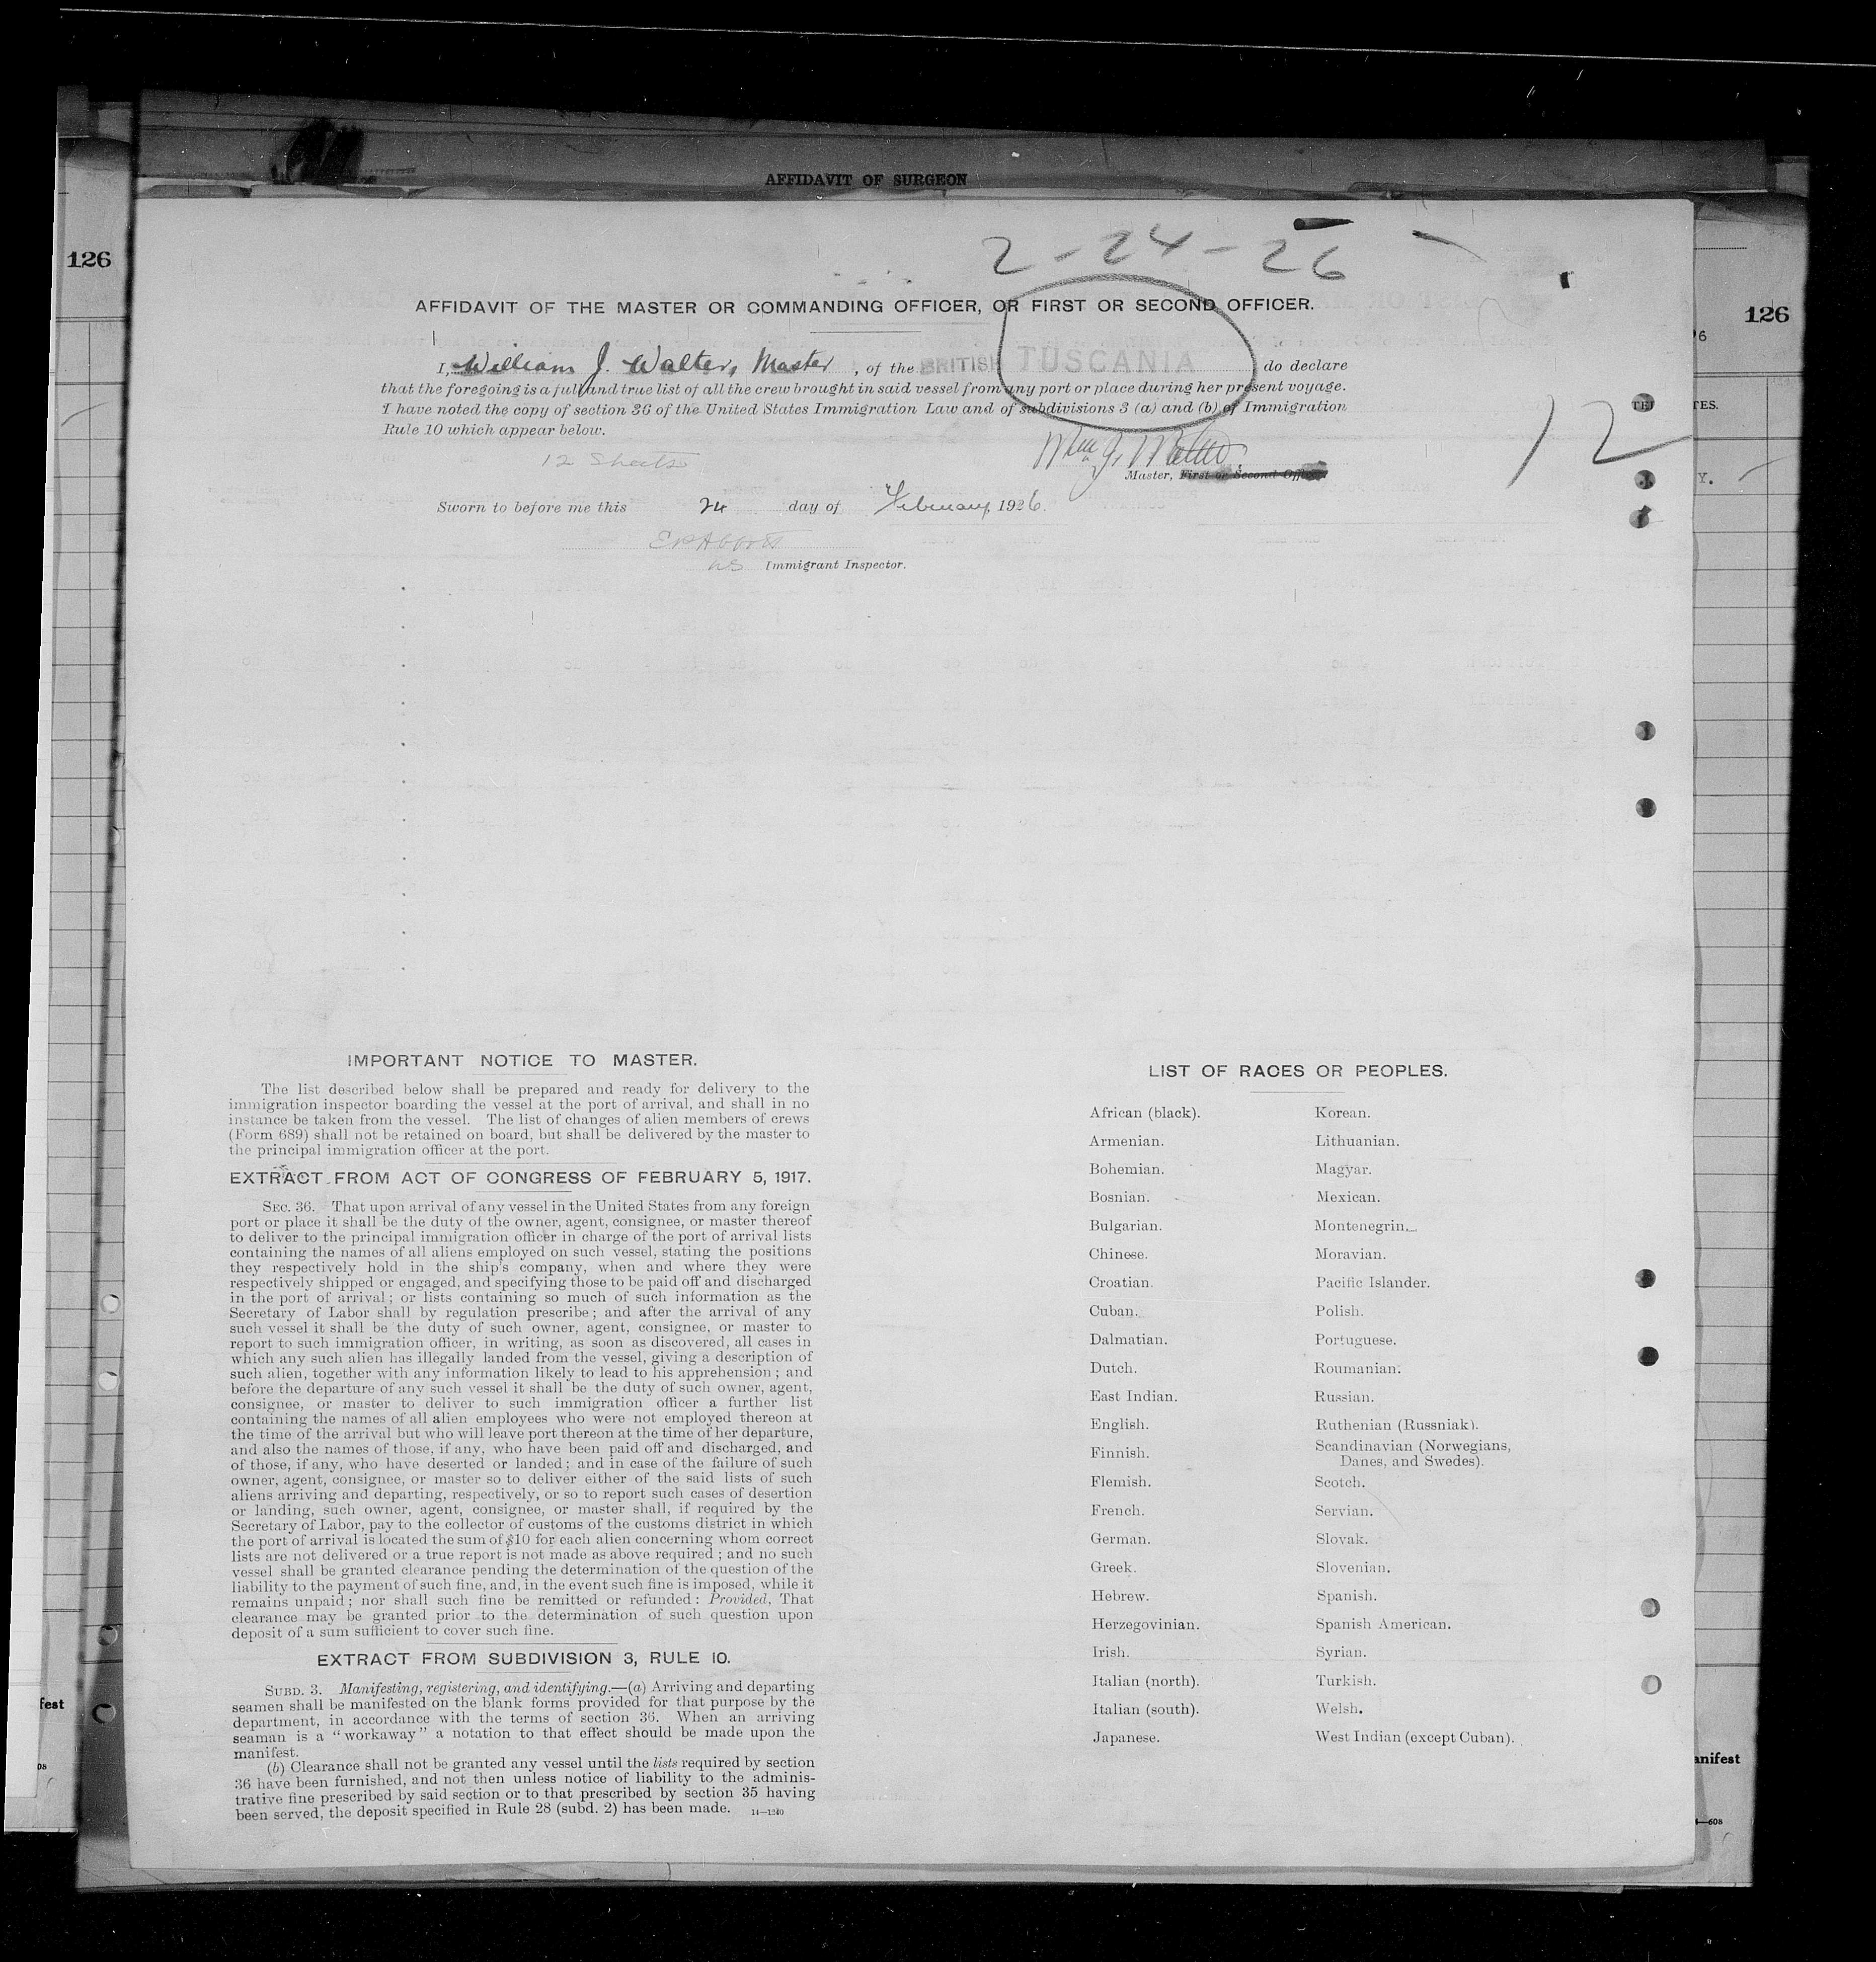 AFFIDAVIT OF SURGEON
126
126
2-24-26
AFFIDAVIT OF THE MASTER OR COMMANDING OFFICER, OR FIRST OR SECOND OFFICER.
I, William J. Walter, Master, of the BRITISH TUSCANIA do declare
that the foregoing is a full and true list of all the crew brought in said vessel from any port or place during her present voyage.
I have noted the copy of section 36 of the United States Immigration Law and of subdivisions 3 (a) and (b) of Immigration
Rule 10 which appear below.
12
12 Sheets
Wm J. Walter
Master, First or Second Officer
Sworn to before me this 24 day of February, 1926.
E P Abbott
US Immigrant Inspector.
TES.
Y.
IMPORTANT NOTICE TO MASTER.
The list described below shall be prepared and ready for delivery to the
immigration inspector boarding the vessel at the port of arrival, and shall in no
instance be taken from the vessel. The list of changes of alien members of crews
(Form 689) shall not be retained on board, but shall be delivered by the master to
the principal immigration officer at the port.
EXTRACT FROM ACT OF CONGRESS OF FEBRUARY 5, 1917.
SEC. 36. That upon arrival of any vessel in the United States from any foreign
port or place it shall be the duty of the owner, agent, consignee, or master thereof
to deliver to the principal immigration officer in charge of the port of arrival lists
containing the names of all aliens employed on such vessel, stating the positions
they respectively hold in the ship's company, when and where they were
respectively shipped or engaged, and specifying those to be paid off and discharged
in the port of arrival; or lists containing so much of such information as the
Secretary of Labor shall by regulation prescribe; and after the arrival of any
such vessel it shall be the duty of such owner, agent, consignee, or master to
report to such immigration officer, in writing, as soon as discovered, all cases in
which any such alien has illegally landed from the vessel, giving a description of
such alien, together with any information likely to lead to his apprehension; and
before the departure of any such vessel it shall be the duty of such owner, agent,
consignee, or master to deliver to such immigration officer a further list
containing the names of all alien employees who were not employed thereon at
the time of the arrival but who will leave port thereon at the time of her departure,
and also the names of those, if any, who have been paid off and discharged, and
of those, if any, who have deserted or landed; and in case of the failure of such
owner, agent, consignee, or master so to deliver either of the said lists of such
aliens arriving and departing, respectively, or so to report such cases of desertion
or landing, such owner, agent, consignee, or master shall, if required by the
Secretary of Labor, pay to the collector of customs of the customs district in which
the port of arrival is located the sum of $10 for each alien concerning whom correct
lists are not delivered or a true report is not made as above required; and no such
vessel shall be granted clearance pending the determination of the question of the
liability to the payment of such fine, and, in the event such fine is imposed, while it
remains unpaid; nor shall such fine be remitted or refunded: Provided, That
clearance may be granted prior to the determination of such question upon
deposit of a sum sufficient to cover such fine.
EXTRACT FROM SUBDIVISION 3, RULE 10.
SUBD. 3. Manifesting, registering, and identifying.—(a) Arriving and departing
seamen shall be manifested on the blank forms provided for that purpose by the
department, in accordance with the terms of section 36. When an arriving
seaman is a "workaway" a notation to that effect should be made upon the
manifest.
(b) Clearance shall not be granted any vessel until the lists required by section
36 have been furnished, and not then unless notice of liability to the adminis-
trative fine prescribed by said section or to that prescribed by section 35 having
been served, the deposit specified in Rule 28 (subd. 2) has been made. 14—1240
LIST OF RACES OR PEOPLES.
African (black).
Armenian.
Bohemian.
Bosnian.
Bulgarian.
Chinese.
Croatian.
Cuban.
Dalmatian.
Dutch.
East Indian.
English.
Finnish.
Flemish.
French.
German.
Greek.
Hebrew.
Herzegovinian.
Irish.
Italian (north).
Italian (south).
Japanese.
Korean.
Lithuanian.
Magyar.
Mexican.
Montenegrin.
Moravian.
Pacific Islander.
Polish.
Portuguese.
Roumanian.
Russian.
Ruthenian (Russniak).
Scandinavian (Norwegians,
Danes, and Swedes).
Scotch.
Servian.
Slovak.
Slovenian.
Spanish.
Spanish American.
Syrian.
Turkish.
Welsh.
West Indian (except Cuban).
fest
anifest
—608